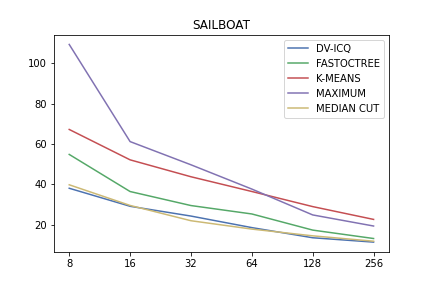 SAILBOAT
DV-ICQ
FASTOCTREE
K-MEANS
MAXIMUM
MEDIAN CUT
100
80
60
40
20
8 16 32 64 128 256